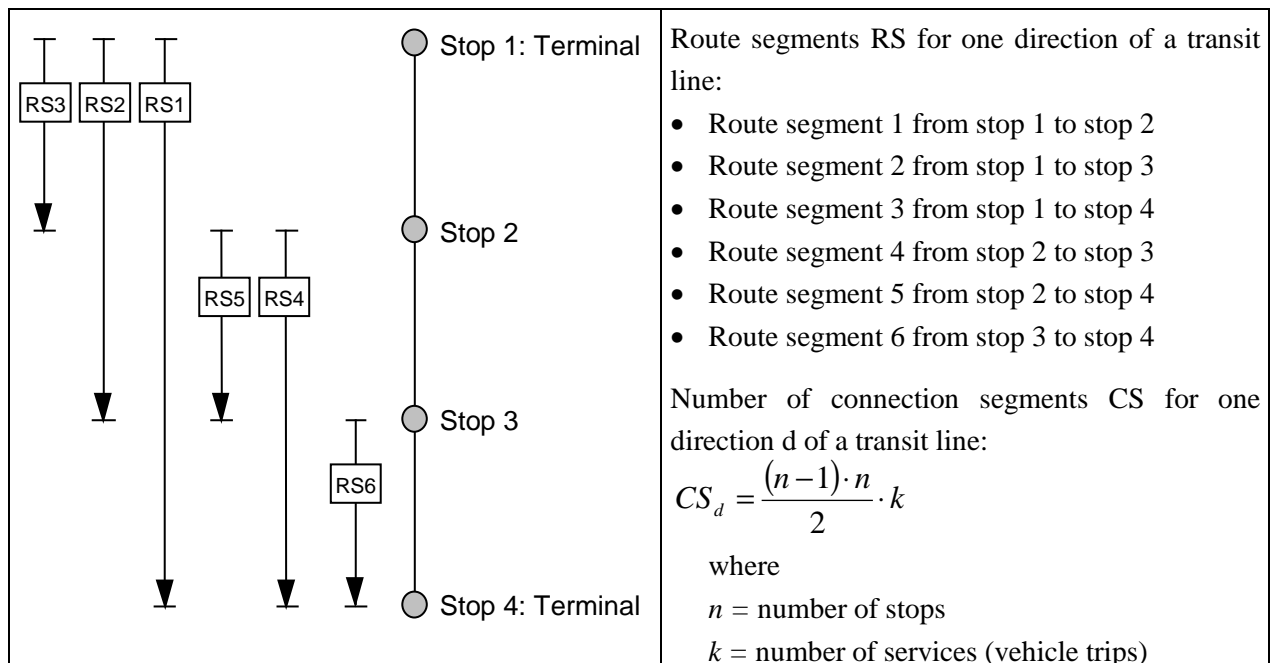 Stop 1: Terminal
RS3 RS2 RS1
Stop 2
RS5 RS4
Stop 3
RS6
Stop 4: Terminal
Route segments RS for one direction of a transit
line:
• Route segment 1 from stop 1 to stop 2
• Route segment 2 from stop 1 to stop 3
• Route segment 3 from stop 1 to stop 4
• Route segment 4 from stop 2 to stop 3
• Route segment 5 from stop 2 to stop 4
• Route segment 6 from stop 3 to stop 4
Number of connection segments CS for one
direction d of a transit line:
CS_d = (n−1)·n / 2 · k
where
n = number of stops
k = number of services (vehicle trips)